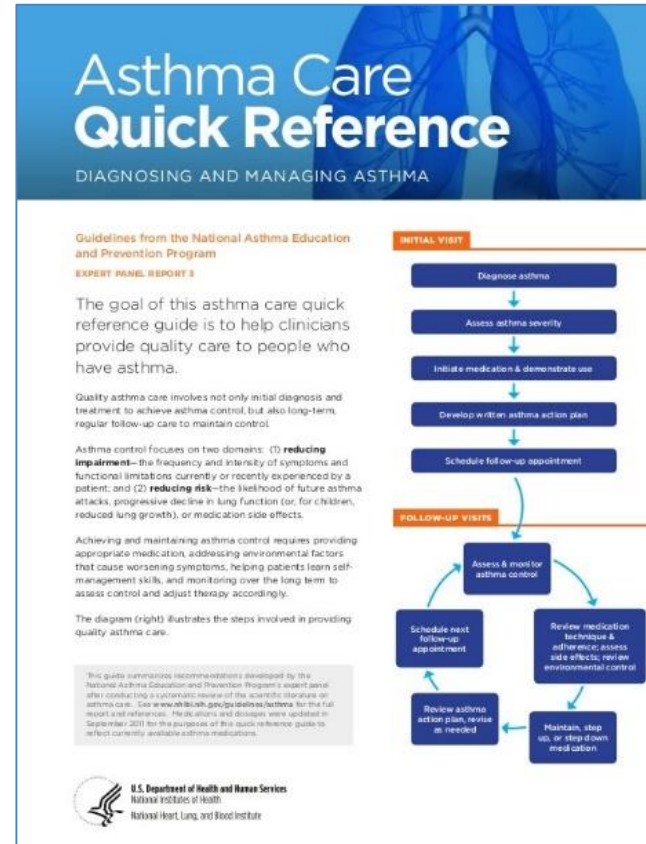 Asthma Care
Quick Reference
DIAGNOSING AND MANAGING ASTHMA
Guidelines from the National Asthma Education
and Prevention Program
EXPERT PANEL REPORT 3
The goal of this asthma care quick
reference guide is to help clinicians
provide quality care to people who
have asthma.
Quality asthma care involves not only initial diagnosis and
treatment to achieve asthma control, but also long-term,
regular follow-up care to maintain control.
Asthma control focuses on two domains: (1) reducing
impairment—the frequency and intensity of symptoms and
functional limitations currently or recently experienced by a
patient; and (2) reducing risk—the likelihood of future asthma
attacks, progressive decline in lung function (or, for children,
reduced lung growth), or medication side effects.
Achieving and maintaining asthma control requires providing
appropriate medication, addressing environmental factors
that cause worsening symptoms, helping patients learn self-
management skills, and monitoring over the long term to
assess control and adjust therapy accordingly.
The diagram (right) illustrates the steps involved in providing
quality asthma care.
This guide summarizes recommendations developed by the
National Asthma Education and Prevention Program's expert panel
after conducting a systematic review of the scientific literature on
asthma care. See www.nhlbi.nih.gov/guidelines/asthma for the full
report and references. Medications and dosages were updated in
September 2011 for the purposes of this quick reference guide to
reflect currently available asthma medications.
U.S. Department of Health and Human Services
National Institutes of Health
National Heart, Lung, and Blood Institute
INITIAL VISIT
Diagnose asthma
Assess asthma severity
Initiate medication & demonstrate use
Develop written asthma action plan
Schedule follow-up appointment
FOLLOW-UP VISITS
Assess & monitor
asthma control
Review medication
technique &
adherence; assess
side effects; review
environmental control
Maintain, step
up, or step down
medication
Review asthma
action plan, revise
as needed
Schedule next
follow-up
appointment